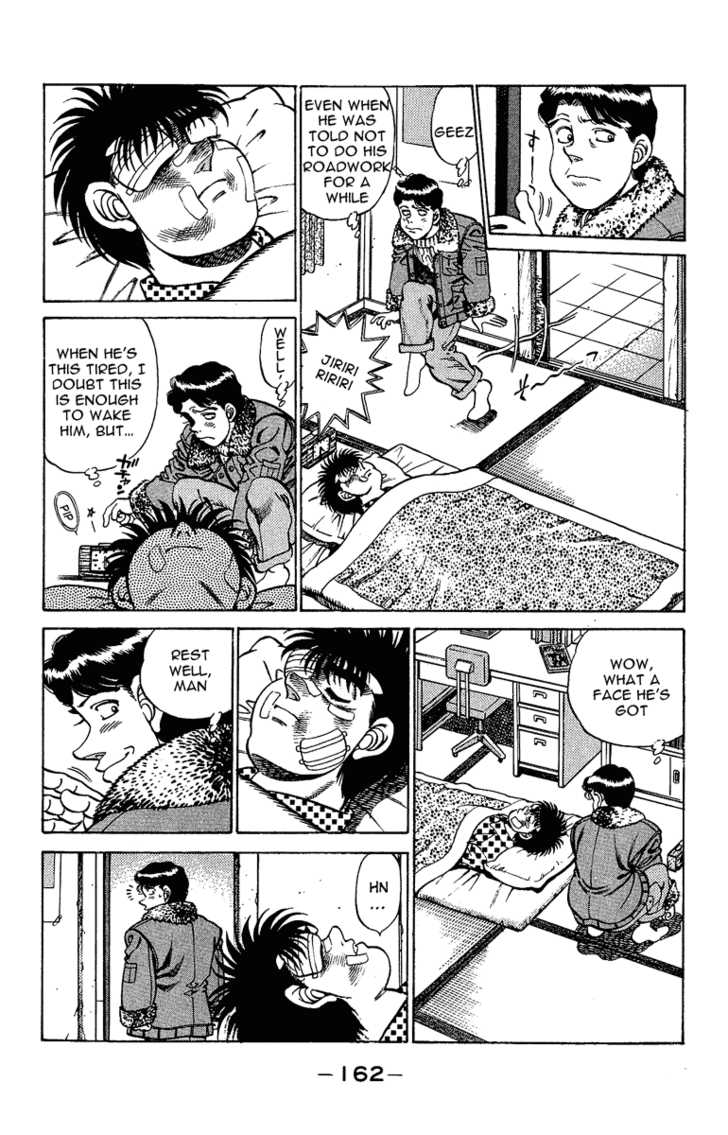 GEEZ
EVEN WHEN
HE WAS
TOLD NOT
TO DO HIS
ROADWORK
FOR A
WHILE
JIRIRI
RIRIRI
WELL,
WHEN HE'S
THIS TIRED, I
DOUBT THIS
IS ENOUGH
TO WAKE
HIM, BUT...
PIP
WOW,
WHAT A
FACE HE'S
GOT
REST
WELL,
MAN
HN
...
–162–